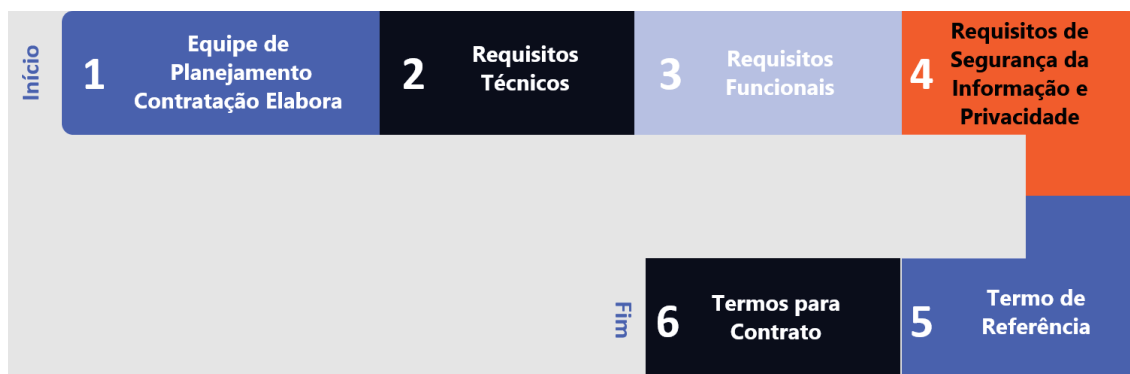 Início
1
Equipe de
Planejamento
Contratação Elabora
2
Requisitos
Técnicos
3
Requisitos
Funcionais
4
Requisitos de
Segurança da
Informação e
Privacidade
5
Termo de
Referência
6
Termos para
Contrato
Fim